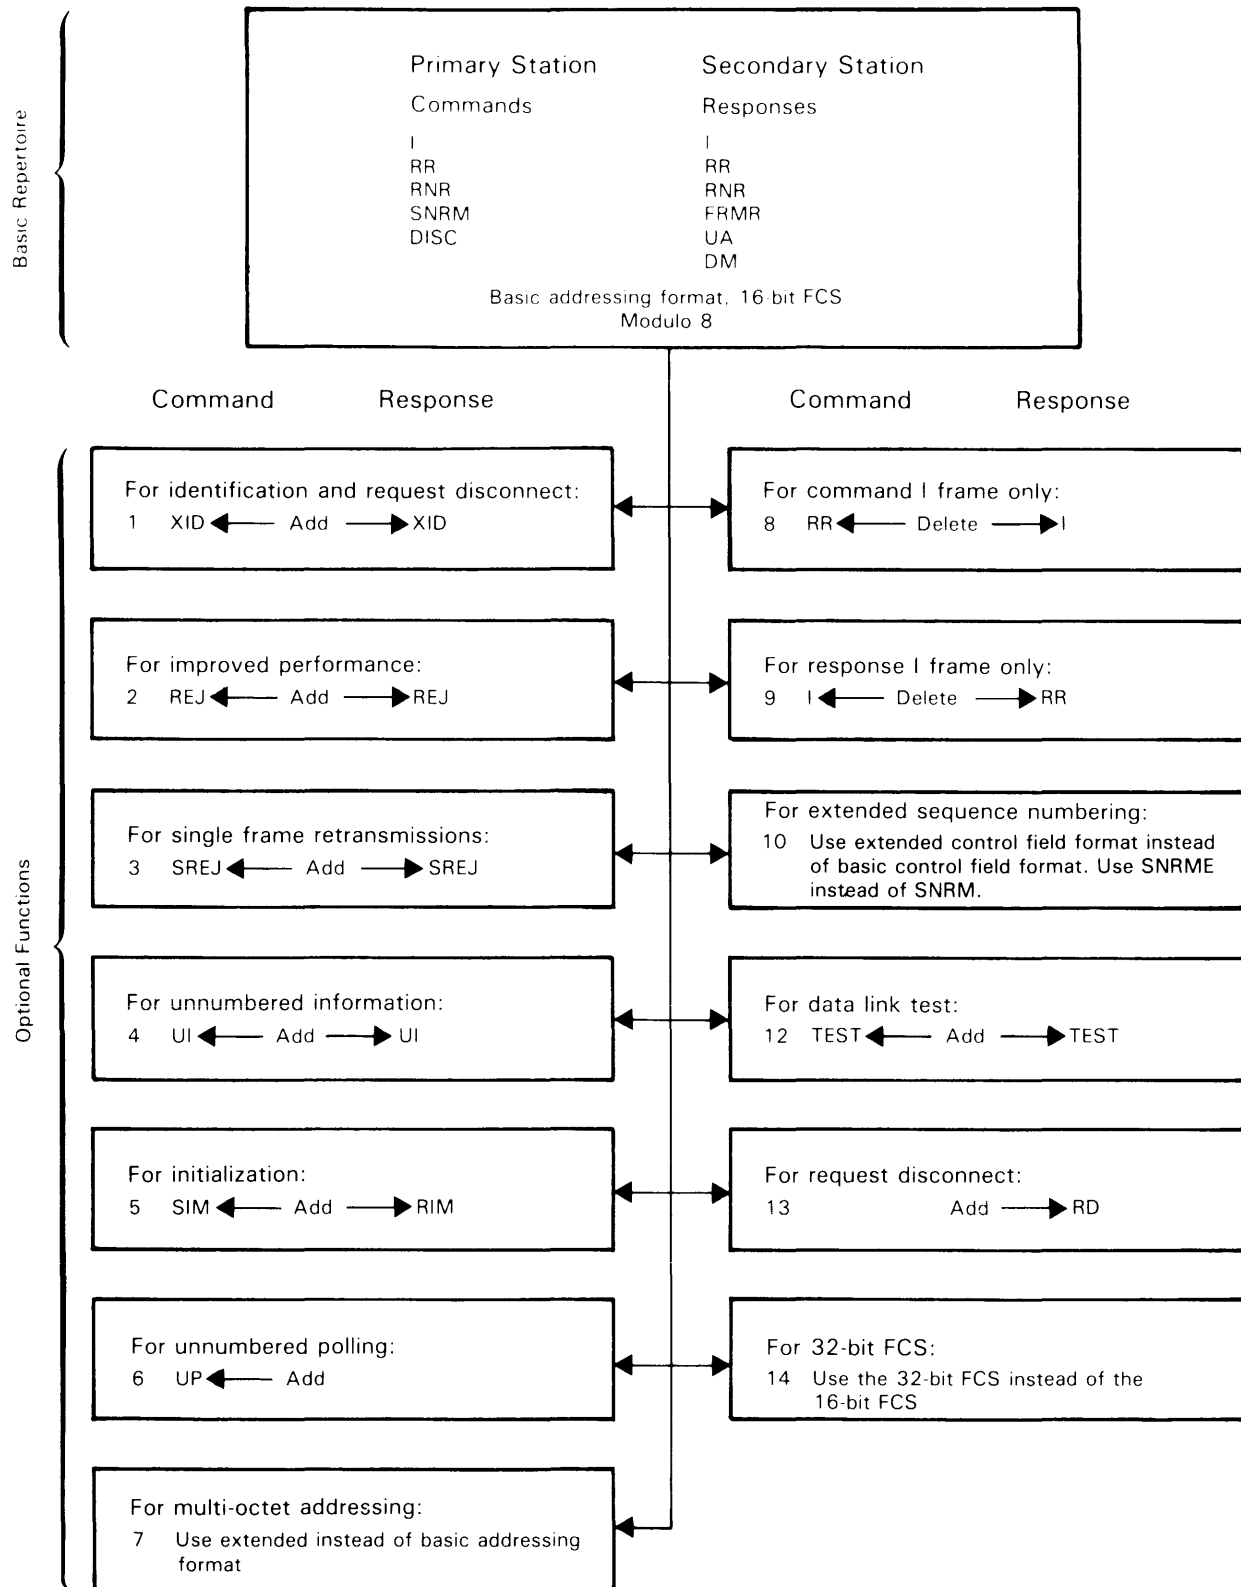 Basic Repertoire
Primary Station Secondary Station
Commands Responses
I I
RR RR
RNR RNR
SNRM FRMR
DISC UA
DM
Basic addressing format, 16-bit FCS
Modulo 8
Optional Functions
Command Response
For identification and request disconnect:
1 XID Add XID
For improved performance:
2 REJ Add REJ
For single frame retransmissions:
3 SREJ Add SREJ
For unnumbered information:
4 UI Add UI
For initialization:
5 SIM Add RIM
For unnumbered polling:
6 UP Add
For multi-octet addressing:
7 Use extended instead of basic addressing
format
Command Response
For command I frame only:
8 RR Delete I
For response I frame only:
9 I Delete RR
For extended sequence numbering:
10 Use extended control field format instead
of basic control field format. Use SNRME
instead of SNRM.
For data link test:
12 TEST Add TEST
For request disconnect:
13 Add RD
For 32-bit FCS:
14 Use the 32-bit FCS instead of the
16-bit FCS